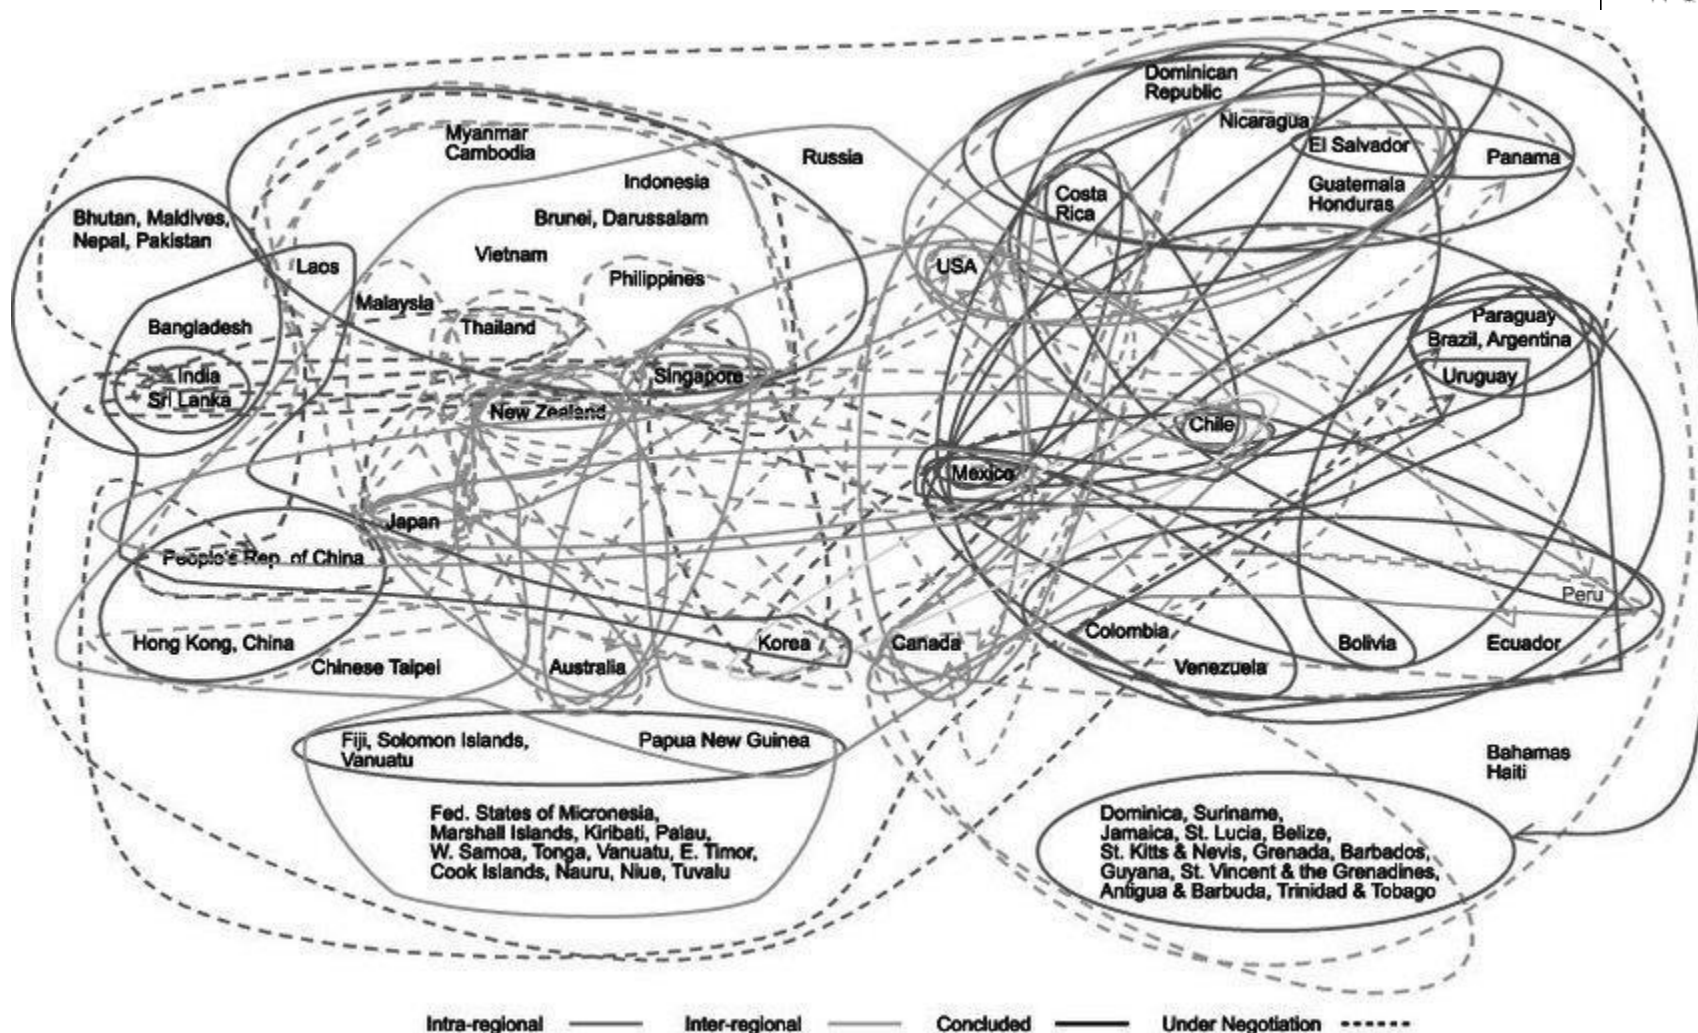 Dominican
Republic
Nicaragua
El Salvador
Panama
Guatemala
Honduras
Costa
Rica
Myanmar
Cambodia
Russia
Indonesia
Brunei, Darussalam
Vietnam
Philippines
Bhutan, Maldives,
Nepal, Pakistan
Laos
Malaysia
Thailand
Bangladesh
India
Sri Lanka
Singapore
New Zealand
USA
Paraguay
Brazil, Argentina
Uruguay
Chile
Mexico
Japan
People's Rep. of China
Hong Kong, China
Chinese Taipei
Australia
Korea
Canada
Colombia
Venezuela
Bolivia
Ecuador
Peru
Fiji, Solomon Islands,
Vanuatu
Papua New Guinea
Fed. States of Micronesia,
Marshall Islands, Kiribati, Palau,
W. Samoa, Tonga, Vanuatu, E. Timor,
Cook Islands, Nauru, Niue, Tuvalu
Bahamas
Haiti
Dominica, Suriname,
Jamaica, St. Lucia, Belize,
St. Kitts & Nevis, Grenada, Barbados,
Guyana, St. Vincent & the Grenadines,
Antigua & Barbuda, Trinidad & Tobago
Intra-regional Inter-regional Concluded Under Negotiation